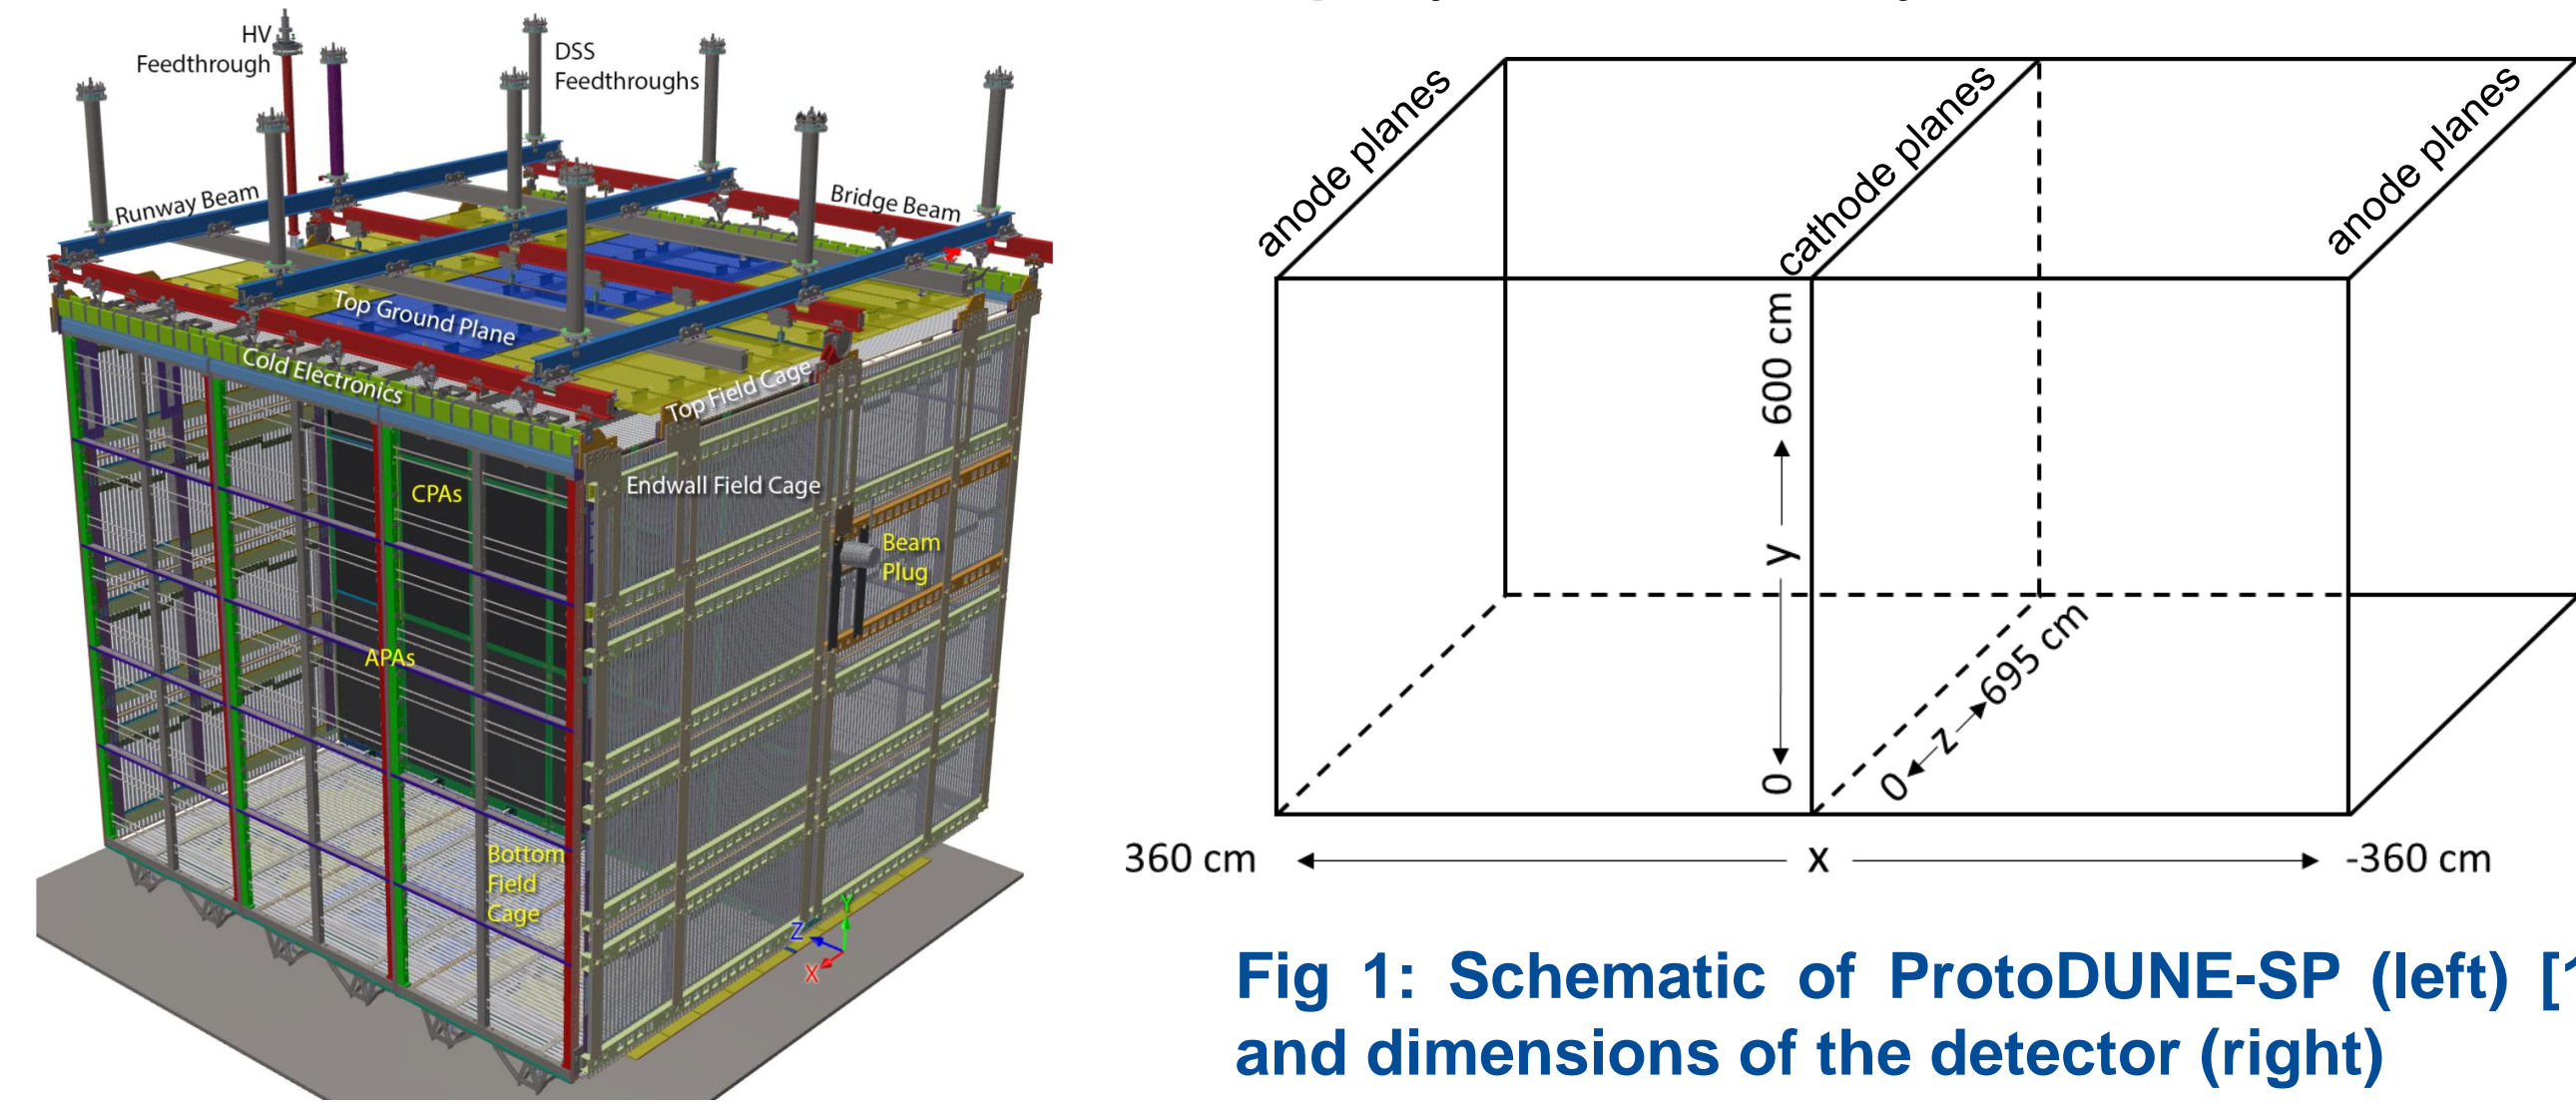 HV
Feedthrough
DSS
Feedthroughs
Runway Beam
Bridge Beam
Top Ground Plane
Cold Electronics
Top Field Cage
CPAs
Endwall Field Cage
Beam
Plug
APAs
Bottom
Field
Cage
Z
Y
X
anode planes
cathode planes
anode planes
0 y 600 cm
0 z 695 cm
360 cm x -360 cm
Fig 1: Schematic of ProtoDUNE-SP (left) [1
and dimensions of the detector (right)